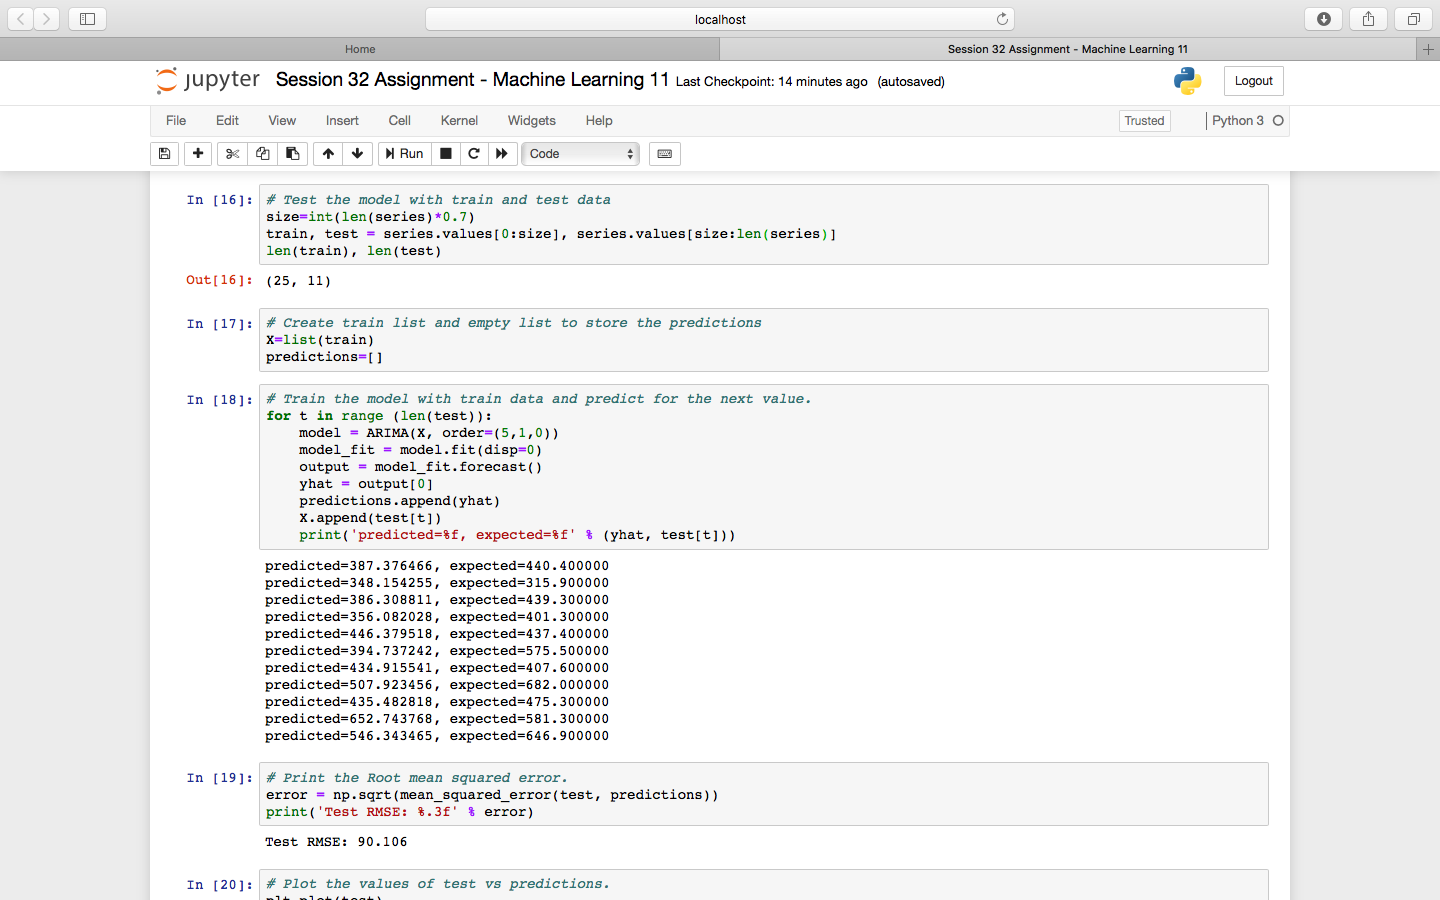 localhost
Home
Session 32 Assignment - Machine Learning 11
jupyter Session 32 Assignment - Machine Learning 11 Last Checkpoint: 14 minutes ago (autosaved)
Logout
File Edit View Insert Cell Kernel Widgets Help
Trusted
Python 3
Run
Code
In [16]: # Test the model with train and test data
size=int(len(series)*0.7)
train, test = series.values[0:size], series.values[size:len(series)]
len(train), len(test)
Out[16]: (25, 11)
In [17]: # Create train list and empty list to store the predictions
X=list(train)
predictions=[]
In [18]: # Train the model with train data and predict for the next value.
for t in range (len(test)):
    model = ARIMA(X, order=(5,1,0))
    model_fit = model.fit(disp=0)
    output = model_fit.forecast()
    yhat = output[0]
    predictions.append(yhat)
    X.append(test[t])
    print('predicted=%f, expected=%f' % (yhat, test[t]))
predicted=387.376466, expected=440.400000
predicted=348.154255, expected=315.900000
predicted=386.308811, expected=439.300000
predicted=356.082028, expected=401.300000
predicted=446.379518, expected=437.400000
predicted=394.737242, expected=575.500000
predicted=434.915541, expected=407.600000
predicted=507.923456, expected=682.000000
predicted=435.482818, expected=475.300000
predicted=652.743768, expected=581.300000
predicted=546.343465, expected=646.900000
In [19]: # Print the Root mean squared error.
error = np.sqrt(mean_squared_error(test, predictions))
print('Test RMSE: %.3f' % error)
Test RMSE: 90.106
In [20]: # Plot the values of test vs predictions.
plt.plot(test)